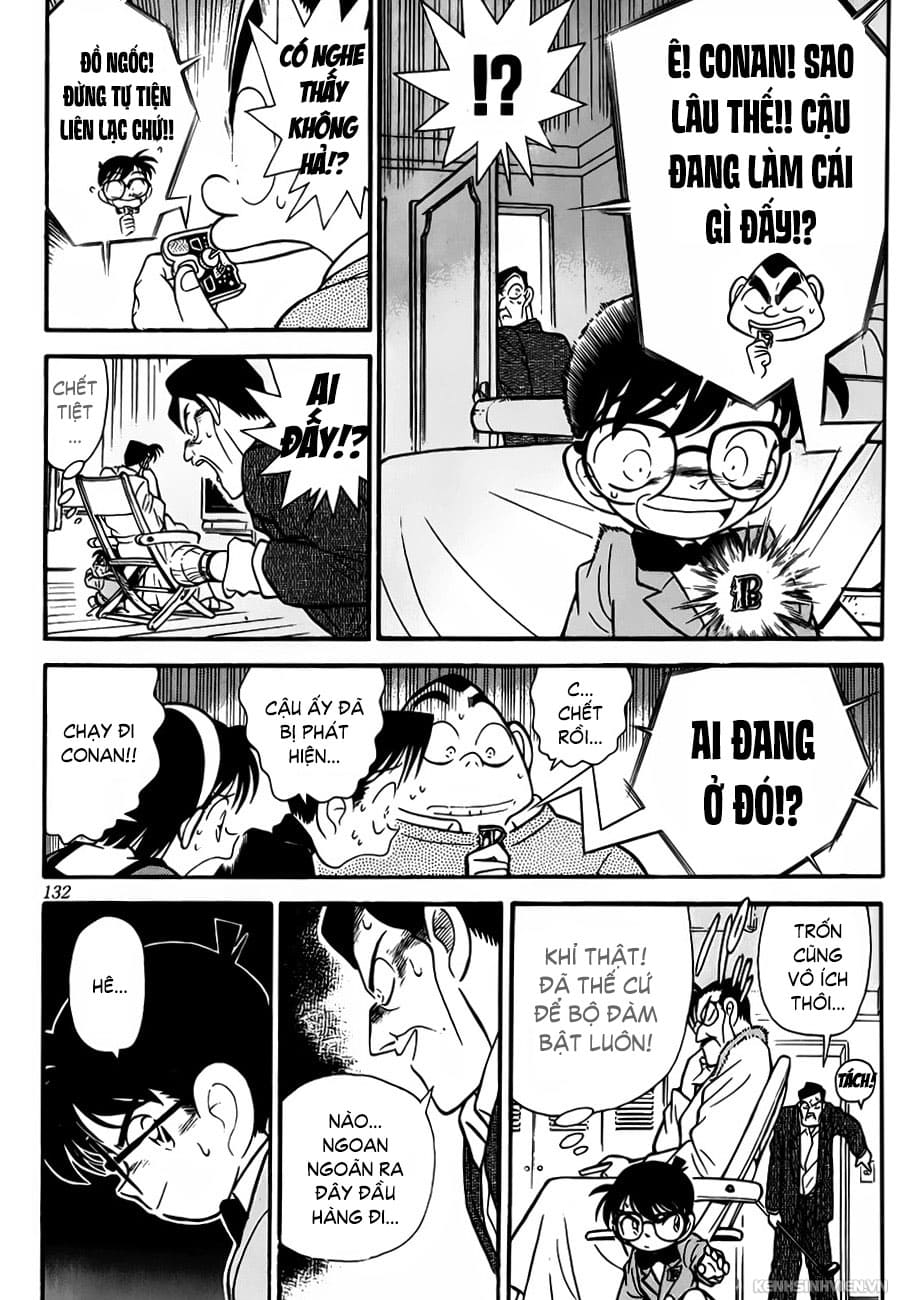 Ê! CONAN! SAO
LÂU THẾ!! CẬU
ĐANG LÀM CÁI
GÌ ĐẤY!?
!?
CÓ NGHE
THẤY
KHÔNG
HẢ!?
ĐỒ NGỐC!
ĐỪNG TỰ TIỆN
LIÊN LẠC CHỨ!!
B
AI
ĐẤY!?
CHẾT
TIỆT
...
AI ĐANG
Ở ĐÓ!?
C...
CHẾT
RỒI...
CẬU ẤY ĐÃ
BỊ PHÁT
HIỆN...
CHẠY ĐI
CONAN!!
132
TRỐN
CŨNG
VÔ ÍCH
THÔI...
TÁCH!
KHỈ THẬT!
ĐÃ THẾ CỨ
ĐỂ BỘ ĐÀM
BẬT LUÔN!
NÀO...
NGOAN
NGOÃN RA
ĐÂY ĐẦU
HÀNG ĐI...
HÊ...
KENHSINHVIEN.VN